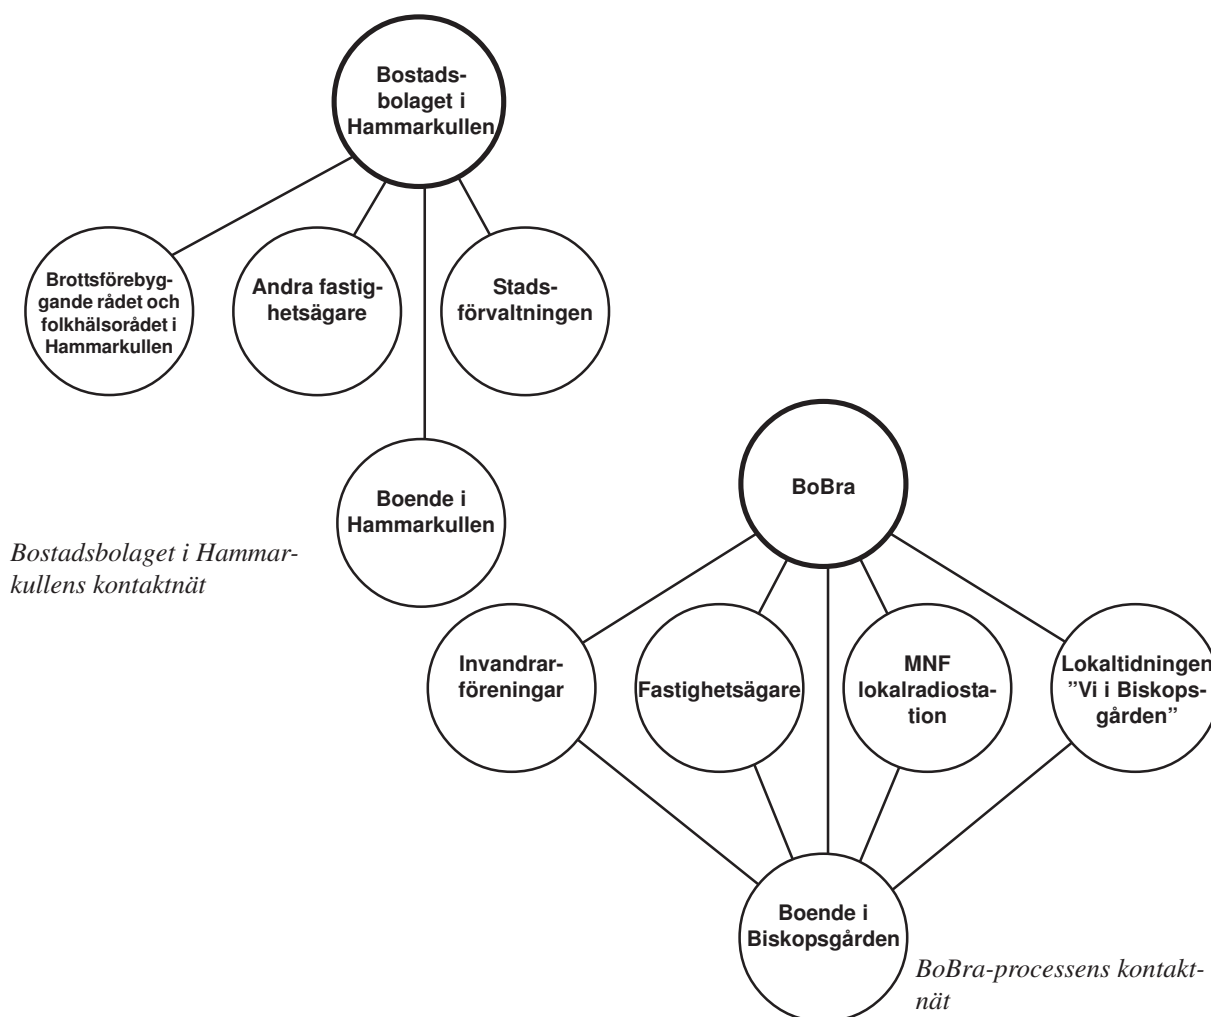 Bostads-
bolaget i
Hammarkullen
Brottsförebyg-
gande rådet och
folkhälsorådet i
Hammarkullen
Andra fastig-
hetsägare
Stads-
förvaltningen
Boende i
Hammarkullen
Bostadsbolaget i Hammar-
kullens kontaktnät
BoBra
Invandrar-
föreningar
Fastighetsägare
MNF
lokalradiosta-
tion
Lokaltidningen
”Vi i Biskops-
gården”
Boende i
Biskopsgården
BoBra-processens kontakt-
nät